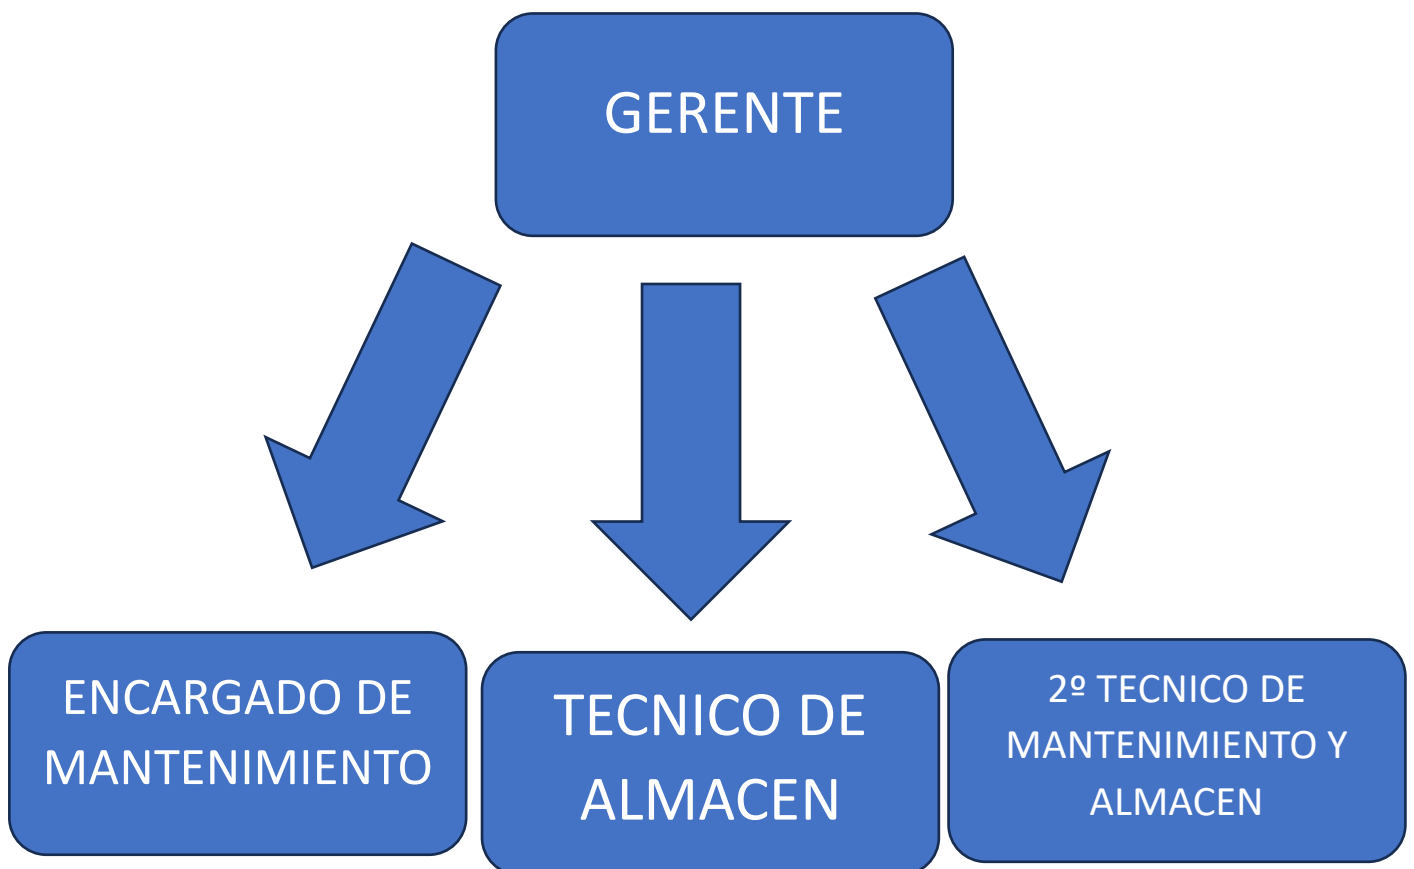 GERENTE
ENCARGADO DE
MANTENIMIENTO
TECNICO DE
ALMACEN
2º TECNICO DE
MANTENIMIENTO Y
ALMACEN